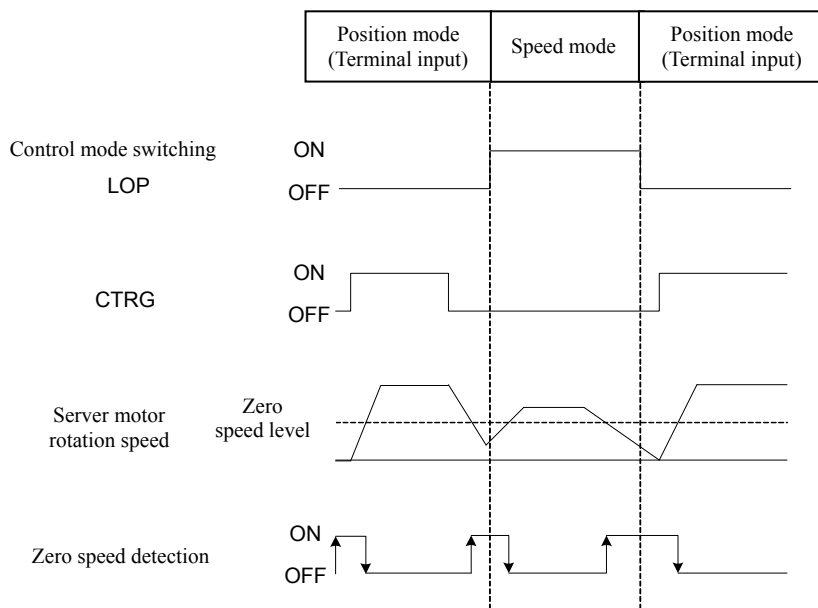 Position mode
(Terminal input)
Speed mode
Position mode
(Terminal input)
Control mode switching
LOP
ON
OFF
CTRG
ON
OFF
Server motor
rotation speed
Zero
speed level
Zero speed detection
ON
OFF